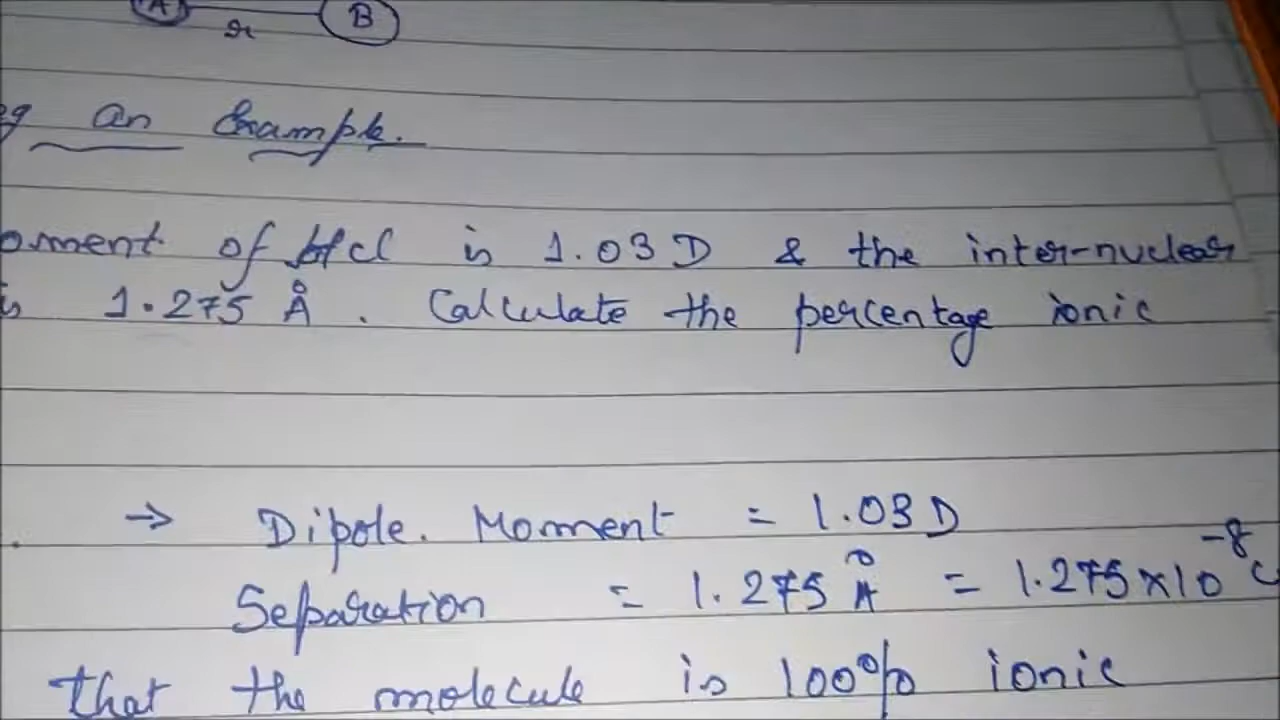 A B
r
an Example.
oment of HCl is 1.03 D & the inter-nuclear
is 1.275 Å. Calculate the percentage ionic
→ Dipole. Moment = 1.03 D
Separation = 1.275 Å = 1.275 × 10⁻⁸ c
that the molecule is 100% ionic